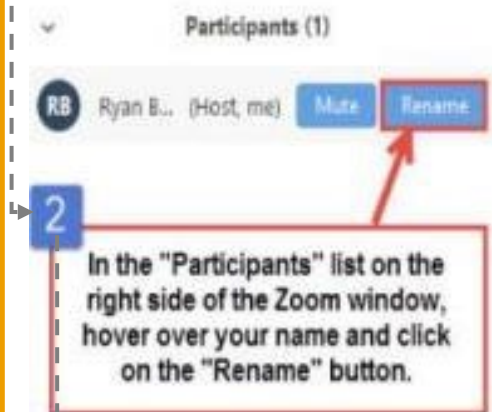 Participants (1)
RB Ryan B... (Host, me) Mute Rename
2
In the "Participants" list on the
right side of the Zoom window,
hover over your name and click
on the "Rename" button.